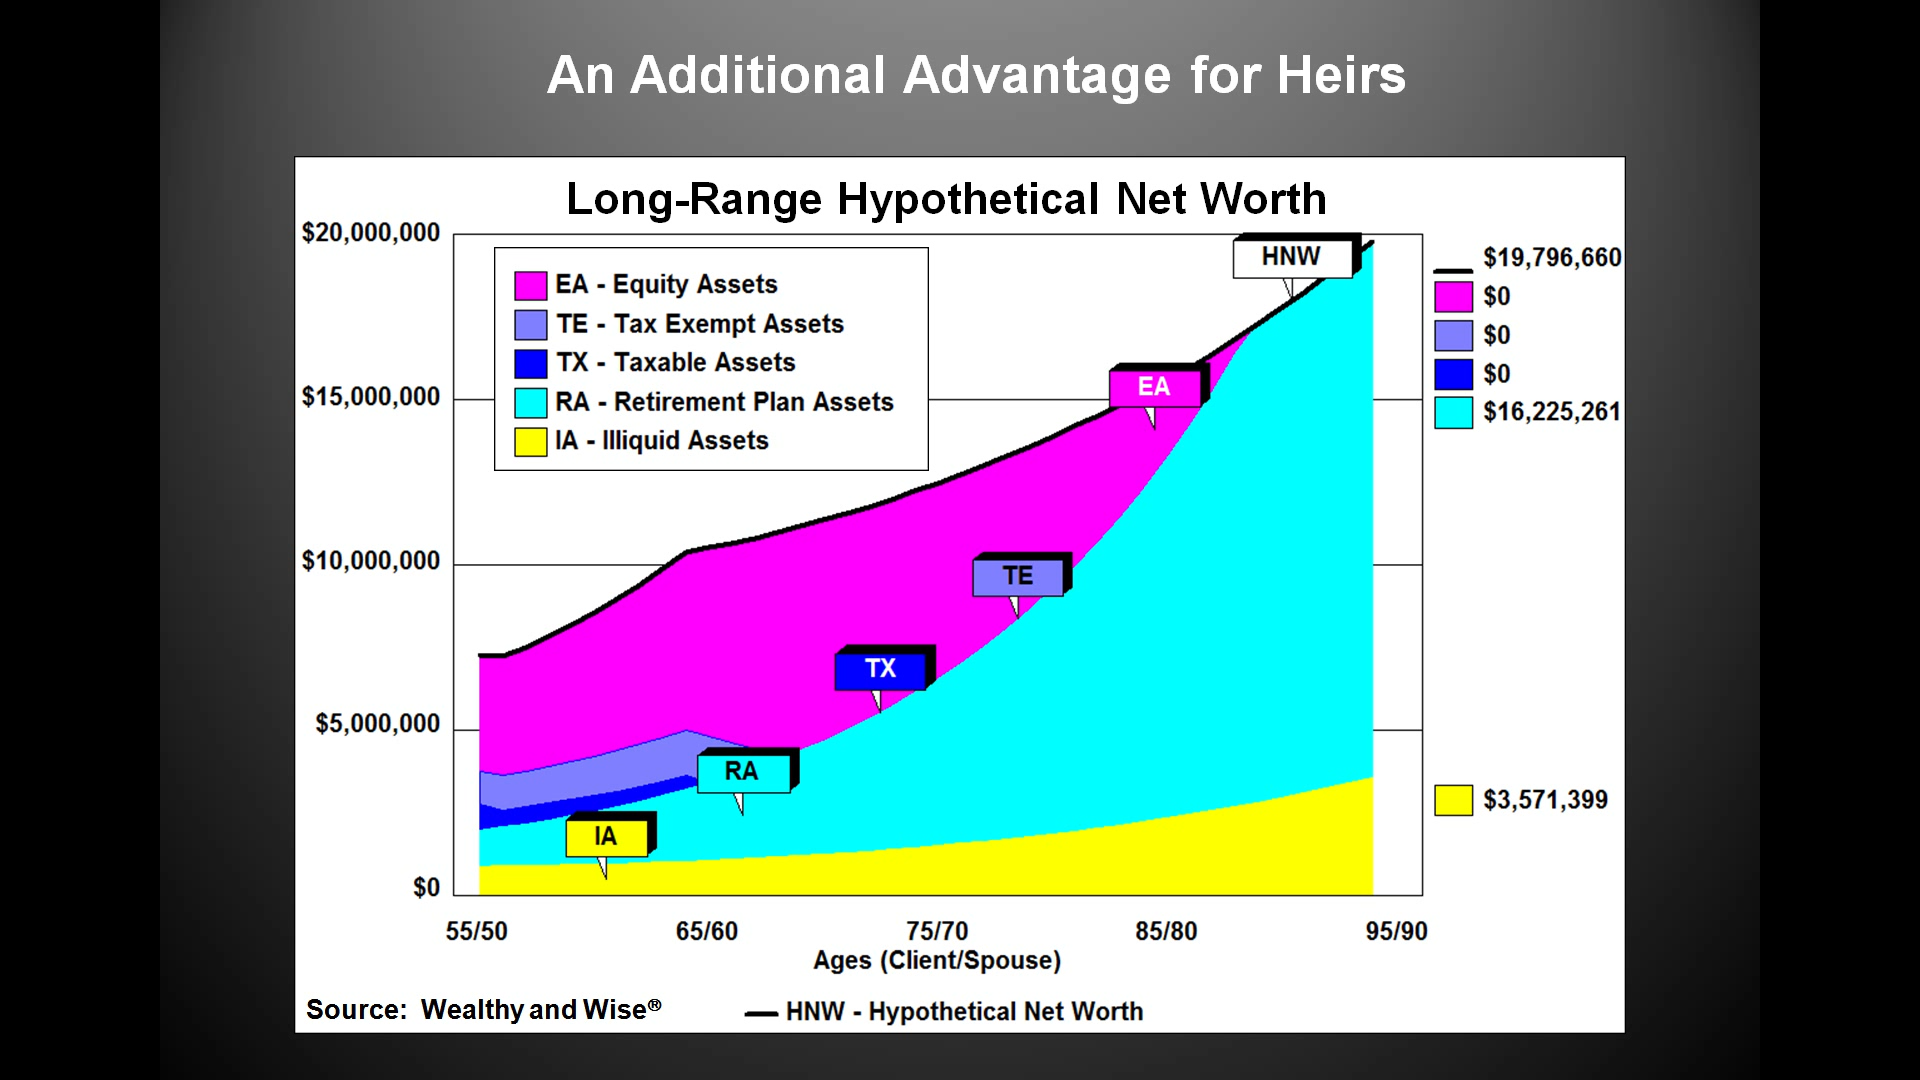 An Additional Advantage for Heirs
Long-Range Hypothetical Net Worth
$20,000,000
$15,000,000
$10,000,000
$5,000,000
$0
EA - Equity Assets
TE - Tax Exempt Assets
TX - Taxable Assets
RA - Retirement Plan Assets
IA - Illiquid Assets
HNW
EA
TE
TX
RA
IA
$19,796,660
$0
$0
$0
$16,225,261
$3,571,399
55/50 65/60 75/70 85/80 95/90
Ages (Client/Spouse)
Source: Wealthy and Wise®
HNW - Hypothetical Net Worth